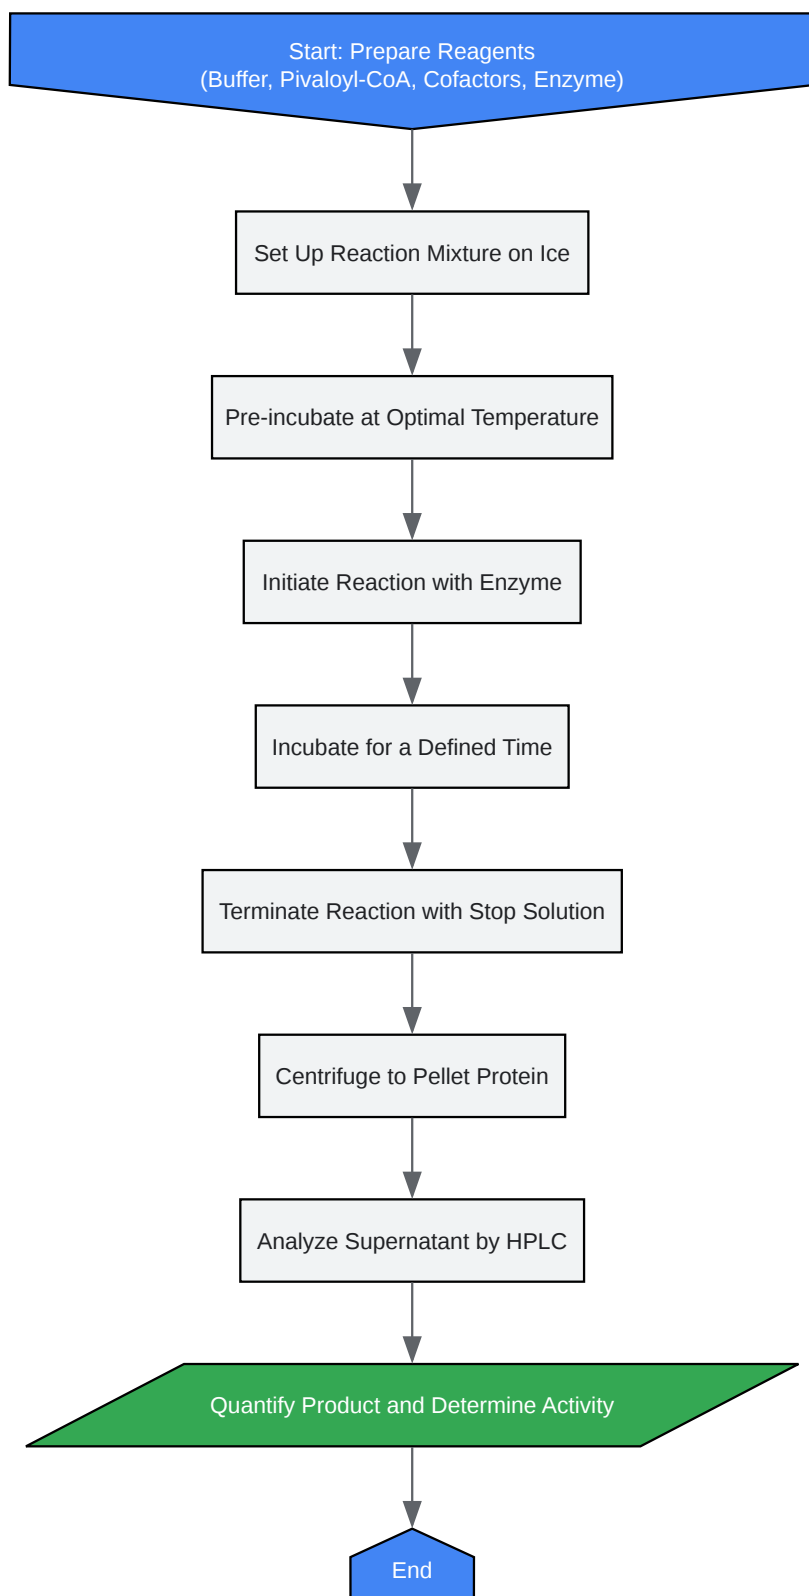 Start: Prepare Reagents
(Buffer, Pivaloyl-CoA, Cofactors, Enzyme)
Set Up Reaction Mixture on Ice
Pre-incubate at Optimal Temperature
Initiate Reaction with Enzyme
Incubate for a Defined Time
Terminate Reaction with Stop Solution
Centrifuge to Pellet Protein
Analyze Supernatant by HPLC
Quantify Product and Determine Activity
End